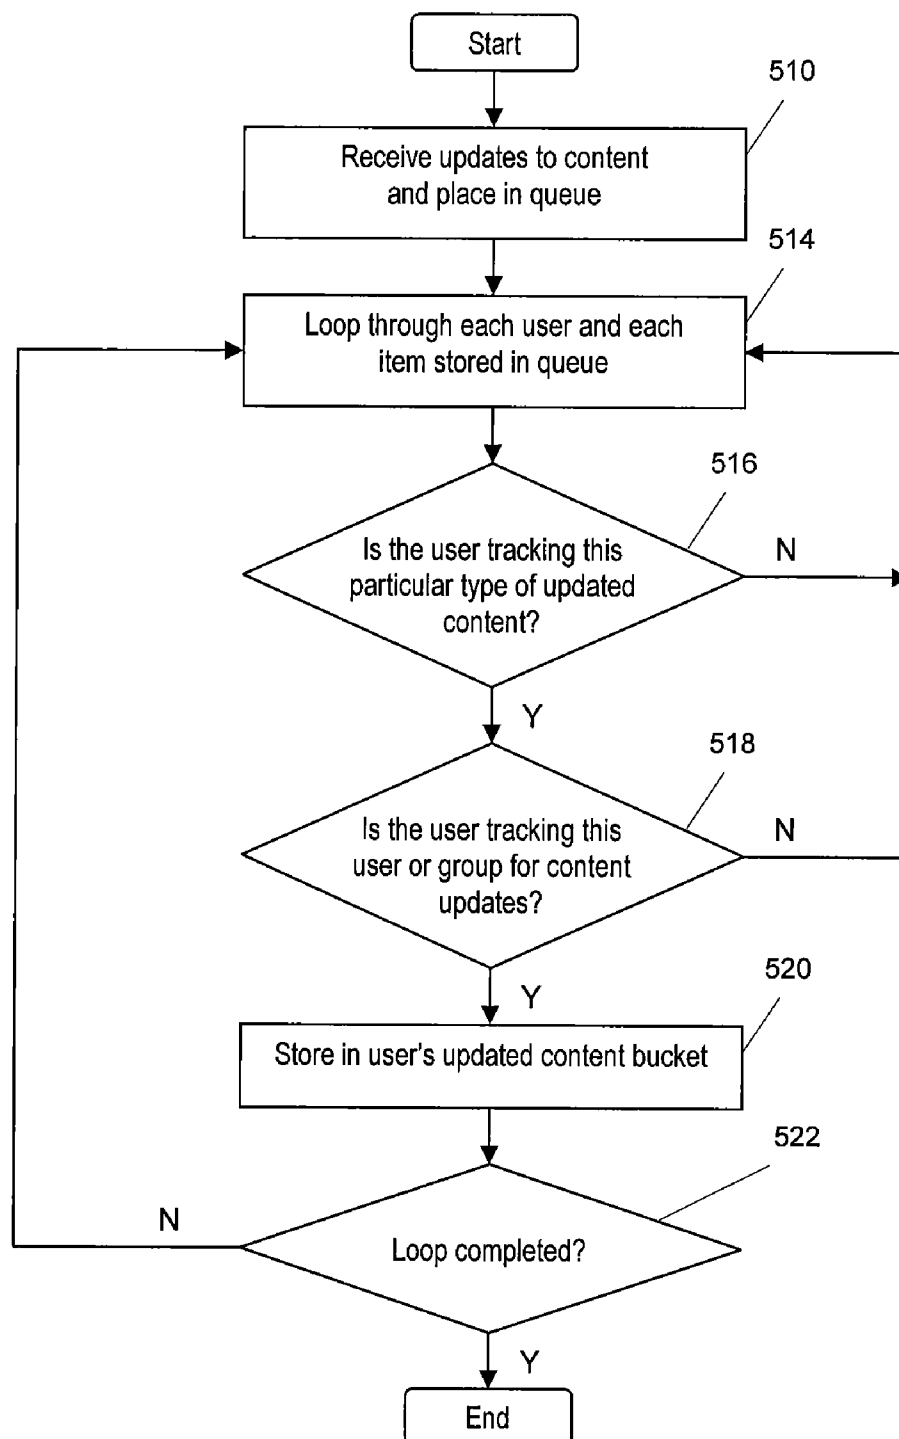 Start
510
Receive updates to content
and place in queue
514
Loop through each user and each
item stored in queue
516
Is the user tracking this
particular type of updated
content?
N
Y
518
Is the user tracking this
user or group for content
updates?
N
Y
520
Store in user's updated content bucket
522
Loop completed?
N
Y
End